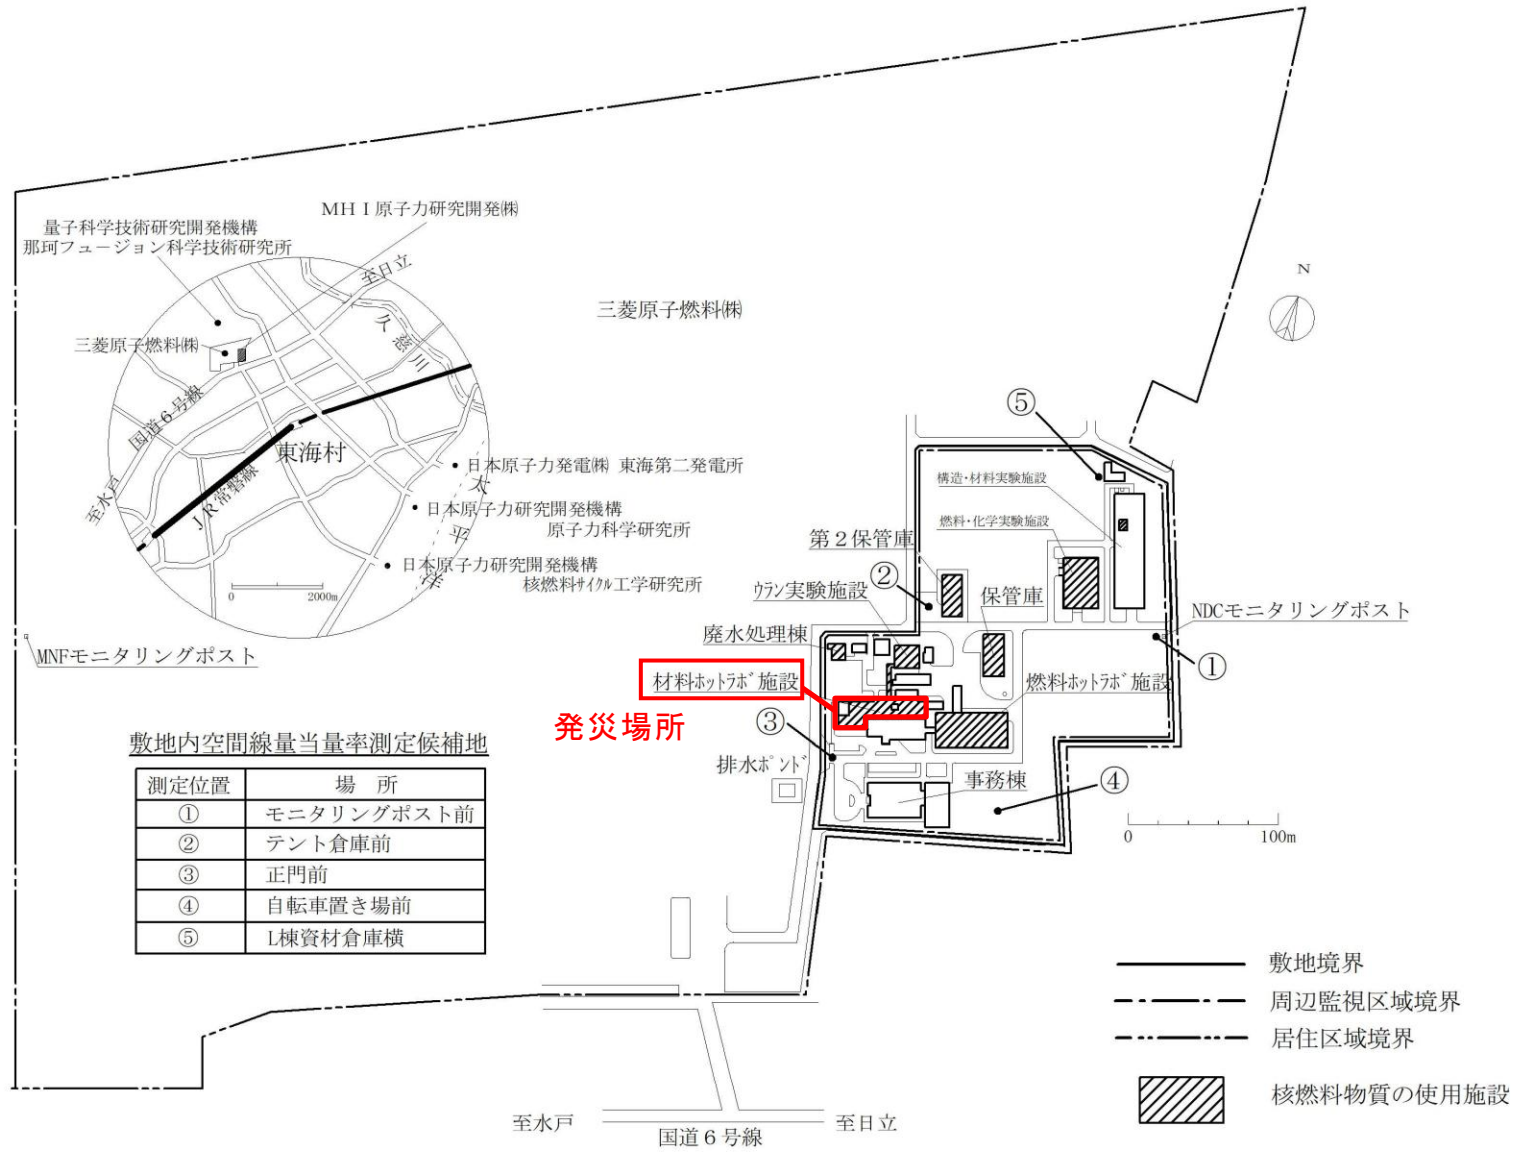 MHI原子力研究開発㈱
量子科学技術研究開発機構
那珂フュージョン科学技術研究所
至日立
久慈川
三菱原子燃料㈱
三菱原子燃料㈱
N
国道6号線
東海村
JR常磐線
至水戸
日本原子力発電㈱ 東海第二発電所
日本原子力研究開発機構
原子力科学研究所
日本原子力研究開発機構
核燃料ｻｲｸﾙ工学研究所
太平洋
0 2000m
MNFモニタリングポスト
⑤
構造・材料実験施設
燃料・化学実験施設
第2保管庫
②
ｳﾗﾝ実験施設
保管庫
NDCモニタリングポスト
廃水処理棟
①
材料ﾎｯﾄﾗﾎﾞ施設
燃料ﾎｯﾄﾗﾎﾞ施設
発災場所
③
排水ﾎﾟﾝﾄﾞ
事務棟
④
0 100m
敷地内空間線量当量率測定候補地
測定位置 場 所
① モニタリングポスト前
② テント倉庫前
③ 正門前
④ 自転車置き場前
⑤ L棟資材倉庫横
敷地境界
周辺監視区域境界
居住区域境界
核燃料物質の使用施設
至水戸
国道6号線
至日立